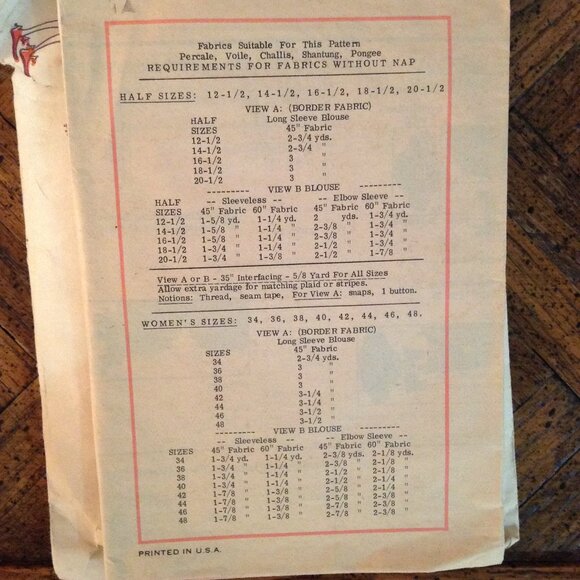 Fabrics Suitable For This Pattern
Percale, Voile, Challis, Shantung, Pongee
REQUIREMENTS FOR FABRICS WITHOUT NAP
HALF SIZES: 12-1/2, 14-1/2, 16-1/2, 18-1/2, 20-1/2
VIEW A: (BORDER FABRIC)
HALF Long Sleeve Blouse
SIZES 45" Fabric
12-1/2 2-3/4 yds.
14-1/2 2-3/4 "
16-1/2 3 "
18-1/2 3 "
20-1/2 3 "
---------- VIEW B BLOUSE ---------
HALF -- Sleeveless -- -- Elbow Sleeve --
SIZES 45" Fabric 60" Fabric 45" Fabric 60" Fabric
12-1/2 1-5/8 yd. 1-1/4 yd. 2 yds. 1-3/4 yd.
14-1/2 1-5/8 " 1-1/4 " 2-3/8 " 1-3/4 "
16-1/2 1-5/8 " 1-1/4 " 2-3/8 " 1-3/4 "
18-1/2 1-3/4 " 1-1/4 " 2-1/2 " 1-3/4 "
20-1/2 1-3/4 " 1-3/8 " 2-1/2 " 1-7/8 "
View A or B - 35" Interfacing - 5/8 Yard For All Sizes
Allow extra yardage for matching plaid or stripes.
Notions: Thread, seam tape, For View A: snaps, 1 button.
WOMEN'S SIZES: 34, 36, 38, 40, 42, 44, 46, 48.
VIEW A: (BORDER FABRIC)
Long Sleeve Blouse
SIZES 45" Fabric
34 2-3/4 yds.
36 3 "
38 3 "
40 3 "
42 3-1/4 "
44 3-1/4 "
46 3-1/2 "
48 3-1/2 "
---------- VIEW B BLOUSE ---------
-- Sleeveless -- -- Elbow Sleeve --
SIZES 45" Fabric 60" Fabric 45" Fabric 60" Fabric
34 1-3/4 yd. 1-1/4 yd. 2-3/8 yds. 2-1/8 yds.
36 1-3/4 " 1-1/4 " 2-3/8 " 2-1/8 "
38 1-3/4 " 1-1/4 " 2-1/2 " 2-1/8 "
40 1-3/4 " 1-1/4 " 2-1/2 " 2-1/4 "
42 1-7/8 " 1-3/8 " 2-5/8 " 2-1/4 "
44 1-7/8 " 1-3/8 " 2-5/8 " 2-3/8 "
46 1-7/8 " 1-3/8 " 2-7/8 " 2-3/8 "
48 1-7/8 " 1-3/8 " 2-7/8 " 2-3/8 "
PRINTED IN U.S.A.